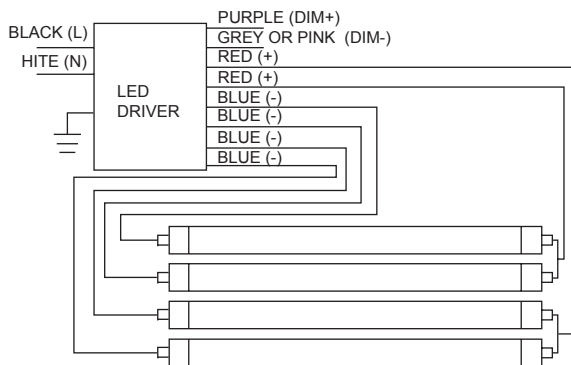 BLACK (L)
HITE (N)
LED
DRIVER
PURPLE (DIM+)
GREY OR PINK (DIM-)
RED (+)
RED (+)
BLUE (-)
BLUE (-)
BLUE (-)
BLUE (-)